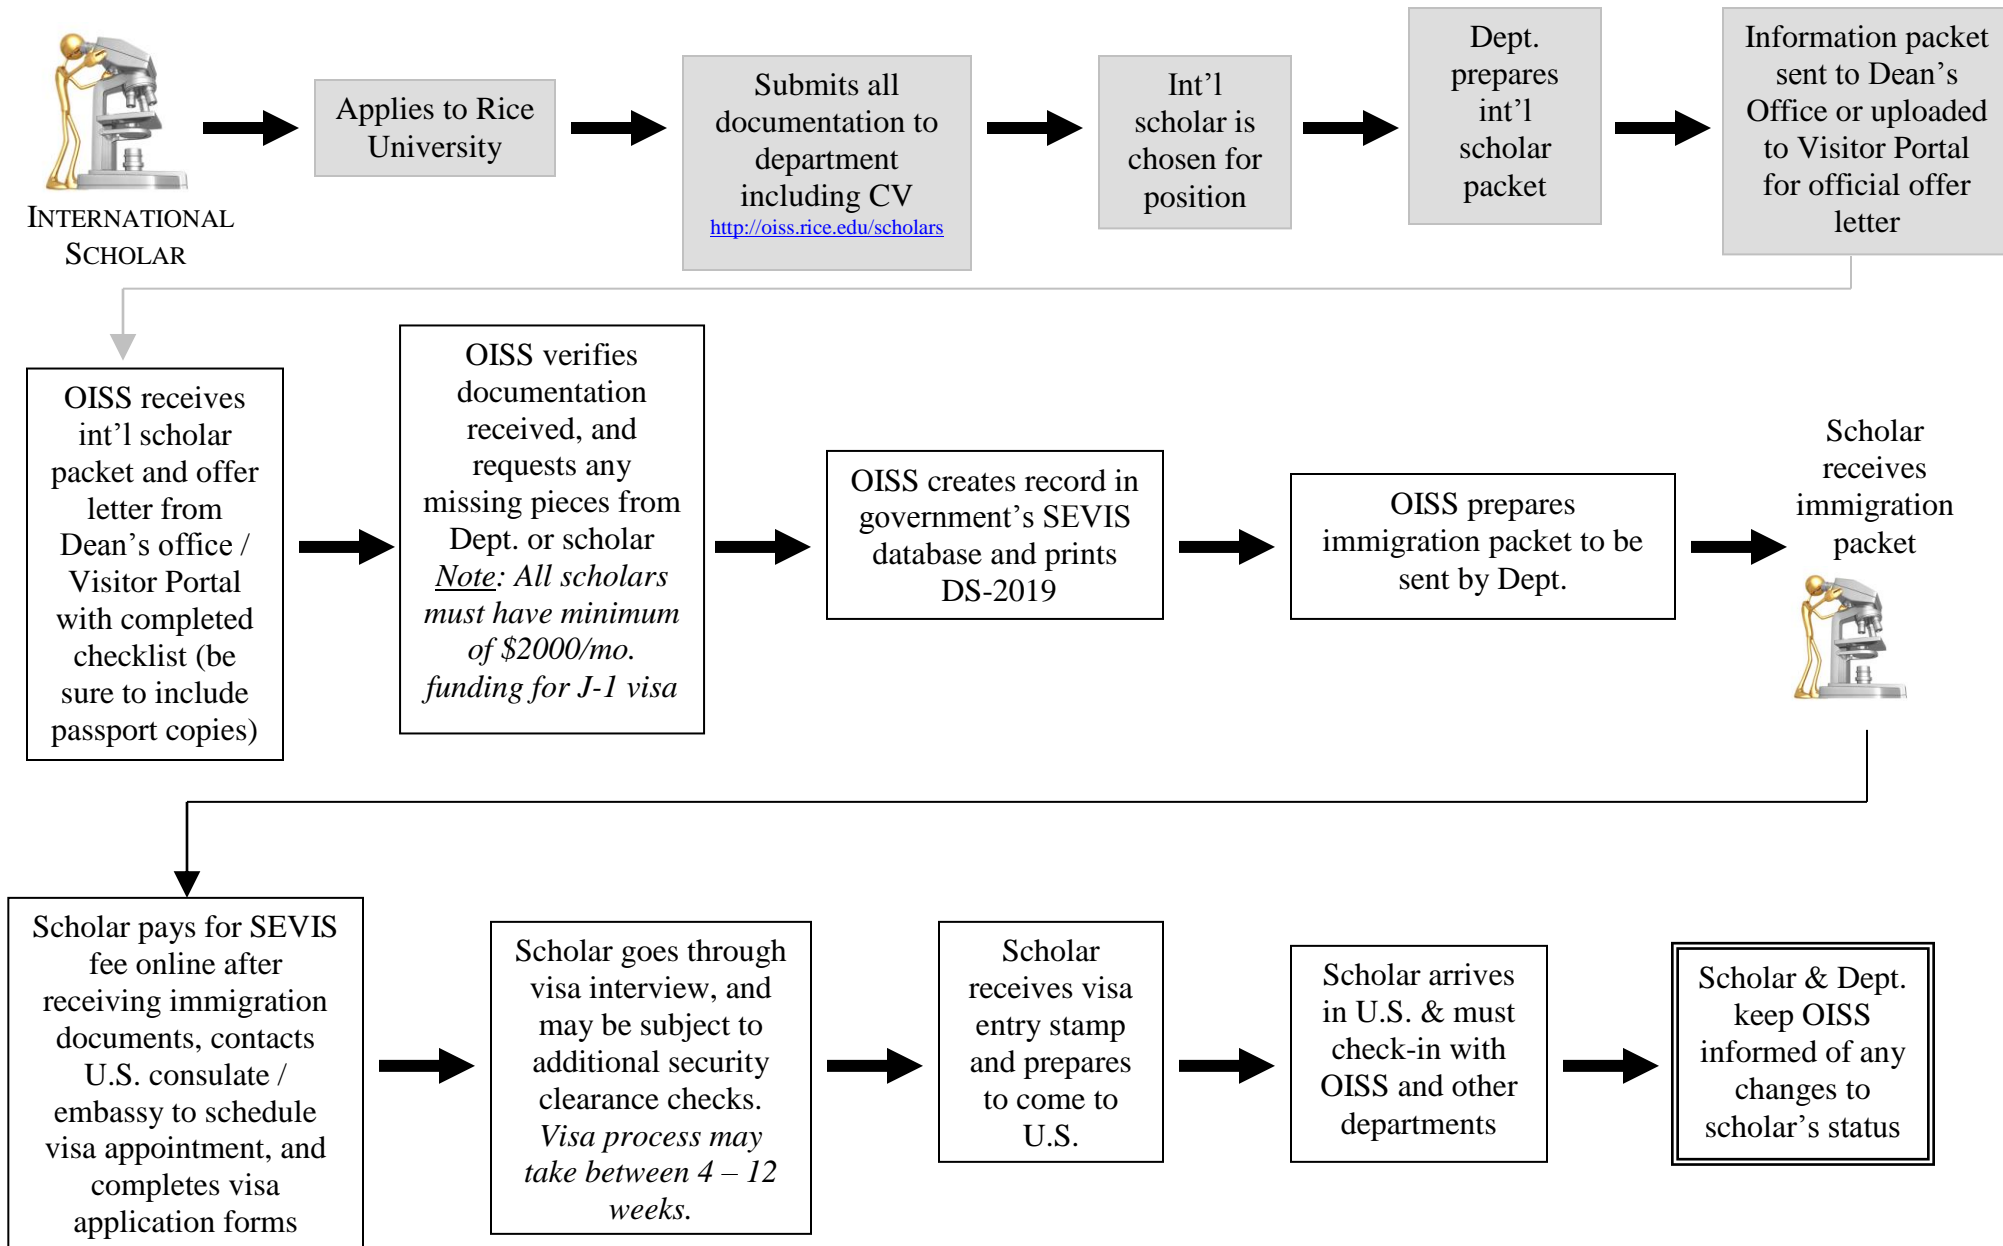 INTERNATIONAL
SCHOLAR
Applies to Rice
University
Submits all
documentation to
department
including CV
http://oiss.rice.edu/scholars
Int’l
scholar is
chosen for
position
Dept.
prepares
int’l
scholar
packet
Information packet
sent to Dean’s
Office or uploaded
to Visitor Portal
for official offer
letter
OISS receives
int’l scholar
packet and offer
letter from
Dean’s office /
Visitor Portal
with completed
checklist (be
sure to include
passport copies)
OISS verifies
documentation
received, and
requests any
missing pieces from
Dept. or scholar
Note: All scholars
must have minimum
of $2000/mo.
funding for J-1 visa
OISS creates record in
government’s SEVIS
database and prints
DS-2019
OISS prepares
immigration packet to be
sent by Dept.
Scholar
receives
immigration
packet
Scholar pays for SEVIS
fee online after
receiving immigration
documents, contacts
U.S. consulate /
embassy to schedule
visa appointment, and
completes visa
application forms
Scholar goes through
visa interview, and
may be subject to
additional security
clearance checks.
Visa process may
take between 4 – 12
weeks.
Scholar
receives visa
entry stamp
and prepares
to come to
U.S.
Scholar arrives
in U.S. & must
check-in with
OISS and other
departments
Scholar & Dept.
keep OISS
informed of any
changes to
scholar’s status